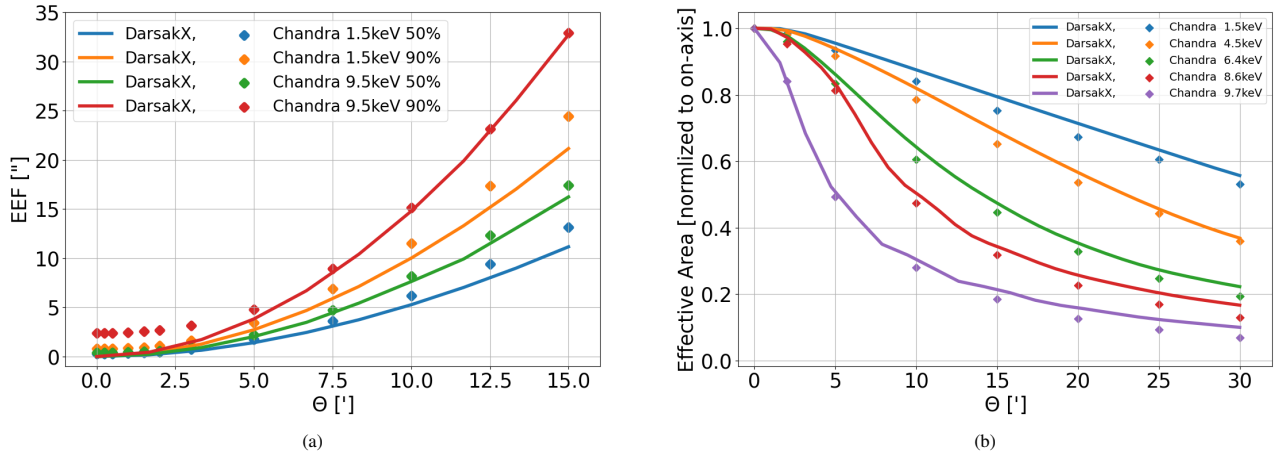 35
30
25
20
15
10
5
0
EEF ["]
DarsakX, Chandra 1.5keV 50%
DarsakX, Chandra 1.5keV 90%
DarsakX, Chandra 9.5keV 50%
DarsakX, Chandra 9.5keV 90%
0.0 2.5 5.0 7.5 10.0 12.5 15.0
Θ [']
(a)
1.0
0.8
0.6
0.4
0.2
0.0
Effective Area [normlized to on-axis]
DarsakX, Chandra 1.5keV
DarsakX, Chandra 4.5keV
DarsakX, Chandra 6.4keV
DarsakX, Chandra 8.6keV
DarsakX, Chandra 9.7keV
0 5 10 15 20 25 30
Θ [']
(b)